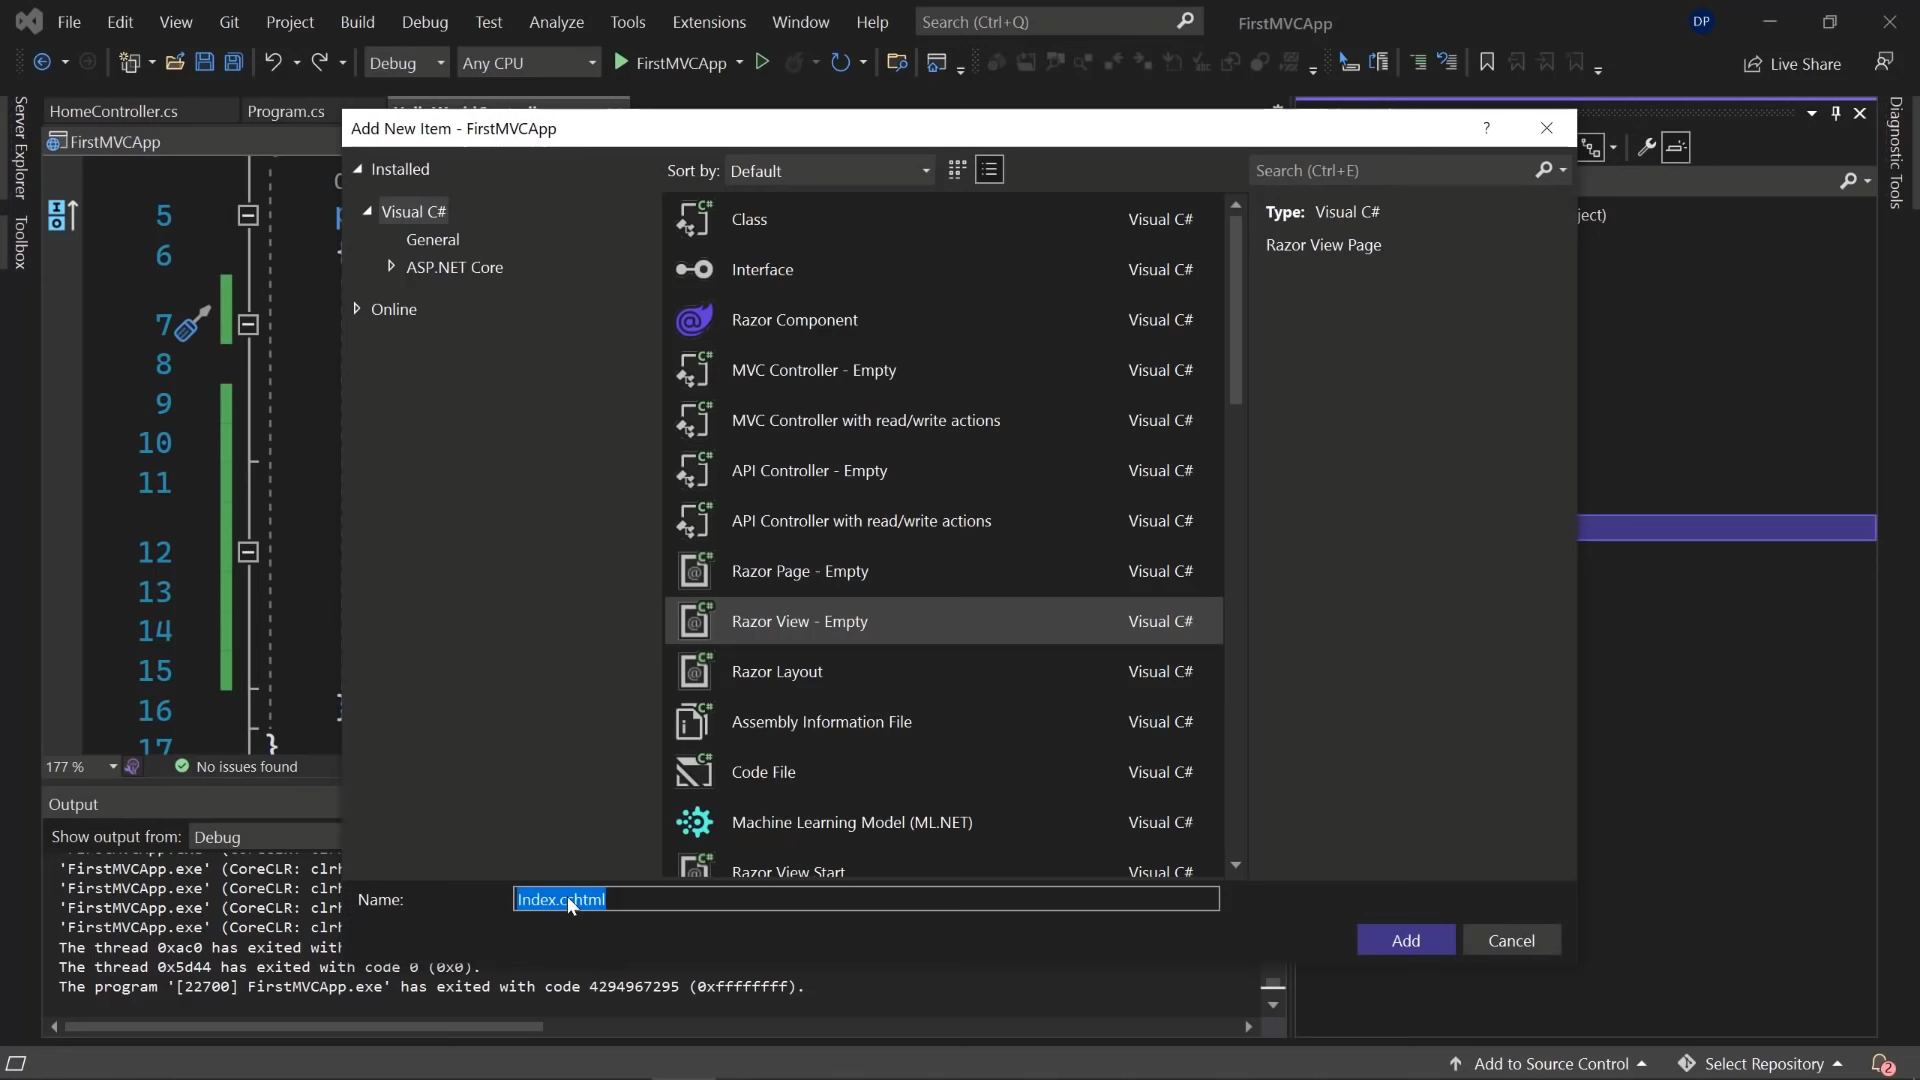 File Edit View Git Project Build Debug Test Analyze Tools Extensions Window Help Search (Ctrl+Q) FirstMVCApp DP
Debug Any CPU FirstMVCApp Live Share
HomeController.cs Program.cs
FirstMVCApp
Server Explorer
Toolbox
Diagnostic Tools
Add New Item - FirstMVCApp ?
Installed
Visual C#
General
ASP.NET Core
Online
Sort by: Default
Search (Ctrl+E)
Class Visual C#
Interface Visual C#
Razor Component Visual C#
MVC Controller - Empty Visual C#
MVC Controller with read/write actions Visual C#
API Controller - Empty Visual C#
API Controller with read/write actions Visual C#
Razor Page - Empty Visual C#
Razor View - Empty Visual C#
Razor Layout Visual C#
Assembly Information File Visual C#
Code File Visual C#
Machine Learning Model (ML.NET) Visual C#
Razor View Start Visual C#
Type: Visual C#
Razor View Page
ject)
Name: Index.cshtml
Add Cancel
5
6
7
8
9
10
11
12
13
14
15
16
17 }
177 % No issues found
Output
Show output from: Debug
'FirstMVCApp.exe' (CoreCLR: clrh
'FirstMVCApp.exe' (CoreCLR: clrh
'FirstMVCApp.exe' (CoreCLR: clrh
'FirstMVCApp.exe' (CoreCLR: clrh
The thread 0xac0 has exited with
The thread 0x5d44 has exited with code 0 (0x0).
The program '[22700] FirstMVCApp.exe' has exited with code 4294967295 (0xffffffff).
Add to Source Control Select Repository 2